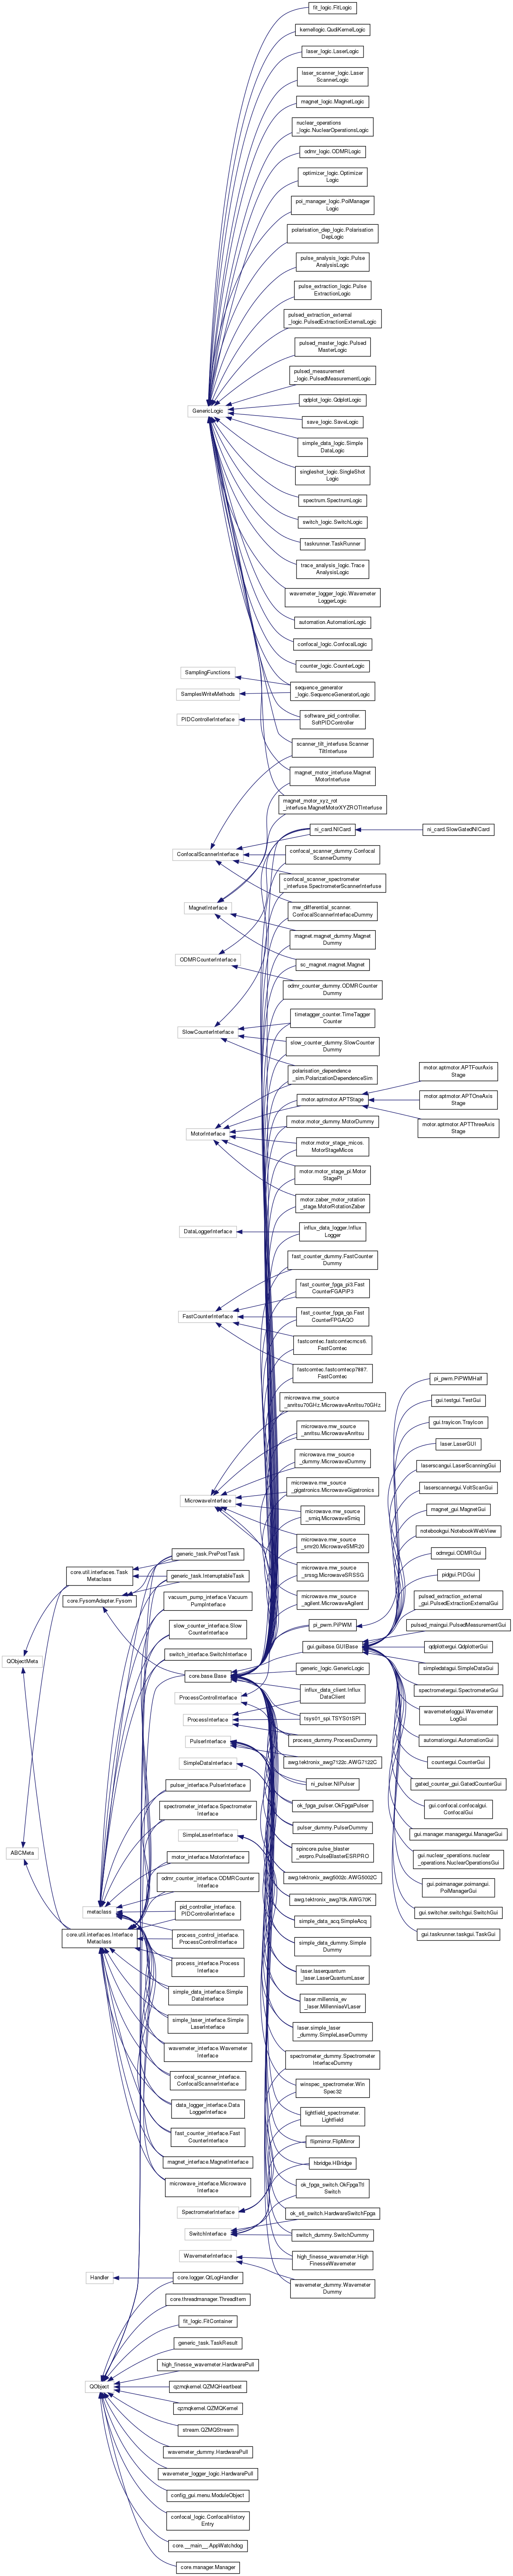 fit_logic.FitLogic
kernellogic.QudiKernelLogic
laser_logic.LaserLogic
laser_scanner_logic.Laser
ScannerLogic
magnet_logic.MagnetLogic
nuclear_operations
_logic.NuclearOperationsLogic
odmr_logic.ODMRLogic
optimizer_logic.Optimizer
Logic
poi_manager_logic.PoiManager
Logic
polarisation_dep_logic.Polarisation
DepLogic
pulse_analysis_logic.Pulse
AnalysisLogic
pulse_extraction_logic.Pulse
ExtractionLogic
pulsed_extraction_external
_logic.PulsedExtractionExternalLogic
pulsed_master_logic.Pulsed
MasterLogic
pulsed_measurement
_logic.PulsedMeasurementLogic
qdplot_logic.QdplotLogic
GenericLogic
save_logic.SaveLogic
simple_data_logic.Simple
DataLogic
singleshot_logic.SingleShot
Logic
spectrum.SpectrumLogic
switch_logic.SwitchLogic
taskrunner.TaskRunner
trace_analysis_logic.Trace
AnalysisLogic
wavemeter_logger_logic.Wavemeter
LoggerLogic
automation.AutomationLogic
confocal_logic.ConfocalLogic
counter_logic.CounterLogic
SamplingFunctions
sequence_generator
_logic.SequenceGeneratorLogic
SamplesWriteMethods
PIDControllerInterface
software_pid_controller.
SoftPIDController
scanner_tilt_interfuse.Scanner
TiltInterfuse
magnet_motor_interfuse.Magnet
MotorInterfuse
magnet_motor_xyz_rot
_interfuse.MagnetMotorXYZROTInterfuse
ni_card.NICard
ni_card.SlowGatedNICard
ConfocalScannerInterface
confocal_scanner_dummy.Confocal
ScannerDummy
confocal_scanner_spectrometer
_interfuse.SpectrometerScannerInterfuse
MagnetInterface
mw_differential_scanner.
ConfocalScannerInterfaceDummy
magnet.magnet_dummy.Magnet
Dummy
ODMRCounterInterface
sc_magnet.magnet.Magnet
odmr_counter_dummy.ODMRCounter
Dummy
timetagger_counter.TimeTagger
Counter
SlowCounterInterface
slow_counter_dummy.SlowCounter
Dummy
polarisation_dependence
_sim.PolarizationDependenceSim
motor.aptmotor.APTFourAxis
Stage
motor.aptmotor.APTStage
motor.aptmotor.APTOneAxis
Stage
motor.aptmotor.APTThreeAxis
Stage
MotorInterface
motor.motor_dummy.MotorDummy
motor.motor_stage_micos.
MotorStageMicos
motor.motor_stage_pi.Motor
StagePI
motor.zaber_motor_rotation
_stage.MotorRotationZaber
DataLoggerInterface
influx_data_logger.Influx
Logger
fast_counter_dummy.FastCounter
Dummy
fast_counter_fpga_pi3.Fast
CounterFGAPiP3
FastCounterInterface
fast_counter_fpga_qo.Fast
CounterFPGAQO
fastcomtec.fastcomtecmcs6.
FastComtec
fastcomtec.fastcomtecp7887.
FastComtec
microwave.mw_source
_anritsu70GHz.MicrowaveAnritsu70GHz
microwave.mw_source
_anritsu.MicrowaveAnritsu
microwave.mw_source
_dummy.MicrowaveDummy
microwave.mw_source
_gigatronics.MicrowaveGigatronics
MicrowaveInterface
microwave.mw_source
_smiq.MicrowaveSmiq
microwave.mw_source
_smr20.MicrowaveSMR20
microwave.mw_source
_srssg.MicrowaveSRSSG
microwave.mw_source
_agilent.MicrowaveAgilent
pi_pwm.PiPWM
pi_pwm.PiPWMHalf
gui.testgui.TestGui
gui.trayicon.TrayIcon
laser.LaserGUI
laserscangui.LaserScanningGui
laserscannergui.VoltScanGui
magnet_gui.MagnetGui
notebookgui.NotebookWebView
odmrgui.ODMRGui
pidgui.PIDGui
pulsed_extraction_external
_gui.PulsedExtractionExternalGui
pulsed_maingui.PulsedMeasurementGui
gui.guibase.GUIBase
qdplottergui.QdplotterGui
simpledatagui.SimpleDataGui
spectrometergui.SpectrometerGui
wavemeterloggui.Wavemeter
LogGui
automationgui.AutomationGui
countergui.CounterGui
gated_counter_gui.GatedCounterGui
gui.confocal.confocalgui.
ConfocalGui
gui.manager.managergui.ManagerGui
gui.nuclear_operations.nuclear
_operations.NuclearOperationsGui
gui.poimanager.poimangui.
PoiManagerGui
gui.switcher.switchgui.SwitchGui
gui.taskrunner.taskgui.TaskGui
generic_task.PrePostTask
core.util.interfaces.Task
Metaclass
generic_task.InterruptableTask
core.FysomAdapter.Fysom
vacuum_pump_interface.Vacuum
PumpInterface
slow_counter_interface.Slow
CounterInterface
switch_interface.SwitchInterface
QObjectMeta
core.base.Base
generic_logic.GenericLogic
influx_data_client.Influx
DataClient
ProcessControlInterface
ProcessInterface
tsys01_spi.TSYS01SPI
process_dummy.ProcessDummy
PulserInterface
awg.tektronix_awg7122c.AWG7122C
SimpleDataInterface
ni_pulser.NIPulser
pulser_interface.PulserInterface
ok_fpga_pulser.OkFpgaPulser
spectrometer_interface.Spectrometer
Interface
pulser_dummy.PulserDummy
SimpleLaserInterface
spincore.pulse_blaster
_esrpro.PulseBlasterESRPRO
ABCMeta
motor_interface.MotorInterface
awg.tektronix_awg5002c.AWG5002C
odmr_counter_interface.ODMRCounter
Interface
awg.tektronix_awg70k.AWG70K
metaclass
pid_controller_interface.
PIDControllerInterface
simple_data_acq.SimpleAcq
core.util.interfaces.Interface
Metaclass
process_control_interface.
ProcessControlInterface
simple_data_dummy.Simple
Dummy
process_interface.Process
Interface
laser.laserquantum
_laser.LaserQuantumLaser
simple_data_interface.Simple
DataInterface
laser.millennia_ev
_laser.MillenniaeVLaser
simple_laser_interface.Simple
LaserInterface
laser.simple_laser
_dummy.SimpleLaserDummy
wavemeter_interface.Wavemeter
Interface
spectrometer_dummy.Spectrometer
InterfaceDummy
confocal_scanner_interface.
ConfocalScannerInterface
winspec_spectrometer.Win
Spec32
data_logger_interface.Data
LoggerInterface
lightfield_spectrometer.
Lightfield
fast_counter_interface.Fast
CounterInterface
flipmirror.FlipMirror
magnet_interface.MagnetInterface
hbridge.HBridge
microwave_interface.Microwave
Interface
ok_fpga_switch.OkFpgaTtl
Switch
SpectrometerInterface
ok_s6_switch.HardwareSwitchFpga
SwitchInterface
switch_dummy.SwitchDummy
WavemeterInterface
high_finesse_wavemeter.High
FinesseWavemeter
Handler
core.logger.QtLogHandler
wavemeter_dummy.Wavemeter
Dummy
core.threadmanager.ThreadItem
fit_logic.FitContainer
generic_task.TaskResult
high_finesse_wavemeter.HardwarePull
QObject
qzmqkernel.QZMQHeartbeat
qzmqkernel.QZMQKernel
stream.QZMQStream
wavemeter_dummy.HardwarePull
wavemeter_logger_logic.HardwarePull
config_gui.menu.ModuleObject
confocal_logic.ConfocalHistory
Entry
core.__main__.AppWatchdog
core.manager.Manager